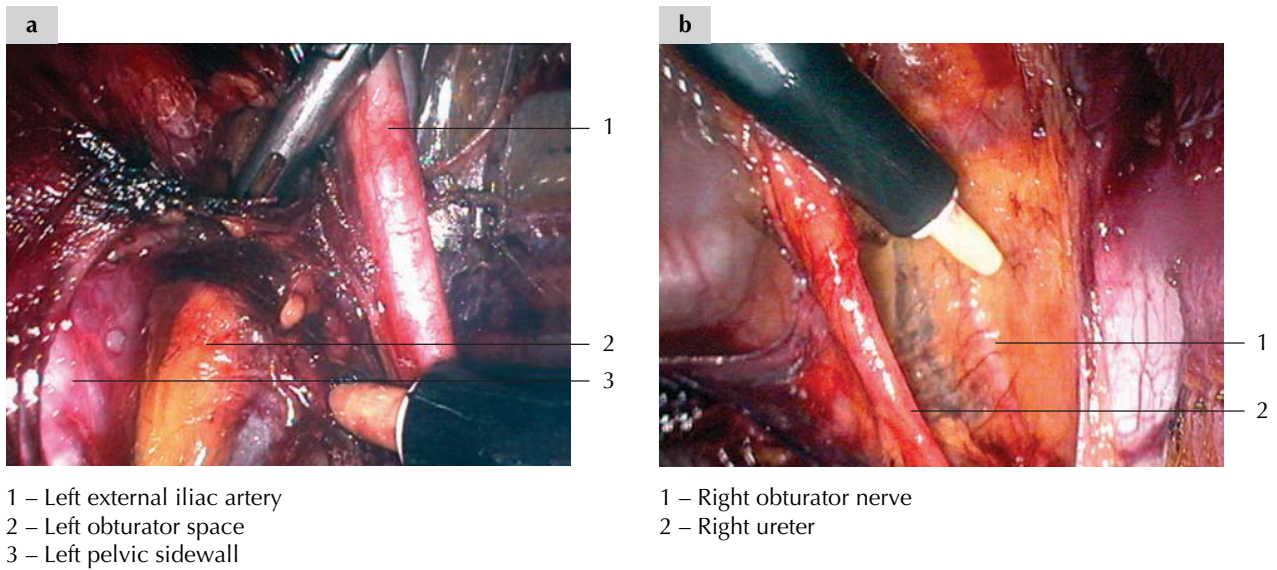 a
1
2
3
1 – Left external iliac artery
2 – Left obturator space
3 – Left pelvic sidewall
b
1
2
1 – Right obturator nerve
2 – Right ureter